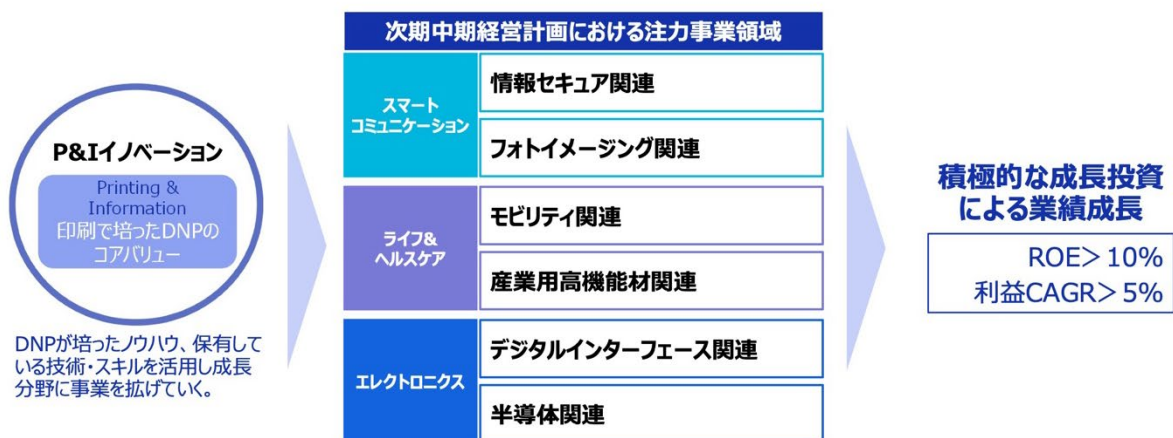 次期中期経営計画における注力事業領域
P&Iイノベーション
Printing &
Information
印刷で培ったDNPの
コアバリュー
DNPが培ったノウハウ、保有して
いる技術・スキルを活用し成長
分野に事業を拡げていく。
スマート
コミュニケーション
情報セキュア関連
フォトイメージング関連
ライフ&
ヘルスケア
モビリティ関連
産業用高機能材関連
エレクトロニクス
デジタルインターフェース関連
半導体関連
積極的な成長投資
による業績成長
ROE＞10%
利益CAGR＞5%